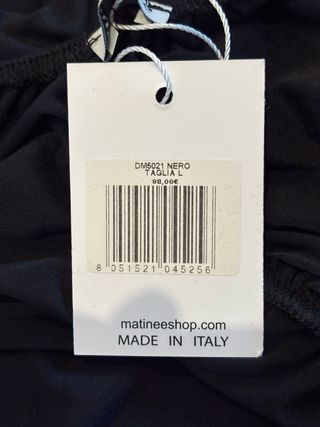 DM5021 NERO
TAGLIA L
98,00€
8 051521 045256
matineeshop.com
MADE IN ITALY